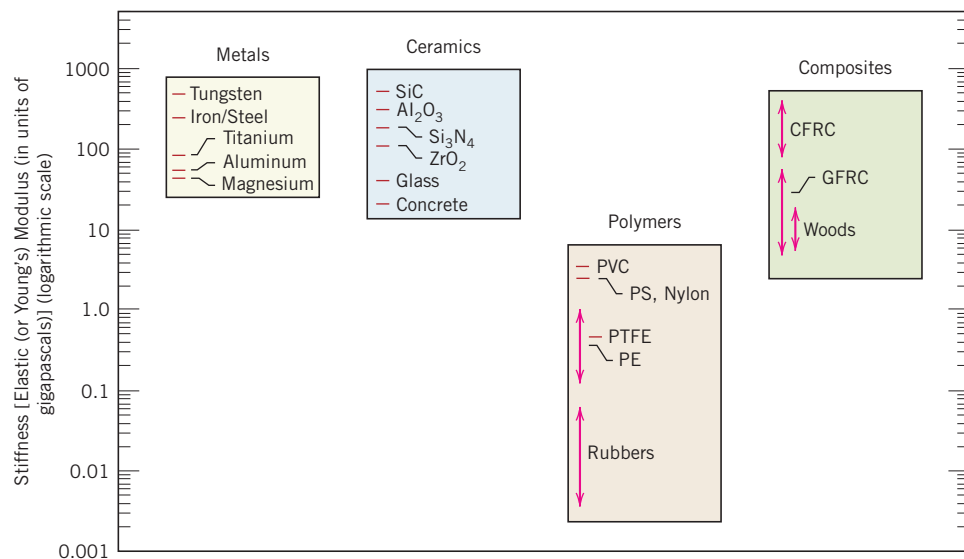 Stiffness [Elastic (or Young's) Modulus (in units of
gigapascals)] (logarithmic scale)
1000
100
10
1.0
0.1
0.01
0.001
Metals
Tungsten
Iron/Steel
Titanium
Aluminum
Magnesium
Ceramics
SiC
Al₂O₃
Si₃N₄
ZrO₂
Glass
Concrete
Polymers
PVC
PS, Nylon
PTFE
PE
Rubbers
Composites
CFRC
GFRC
Woods